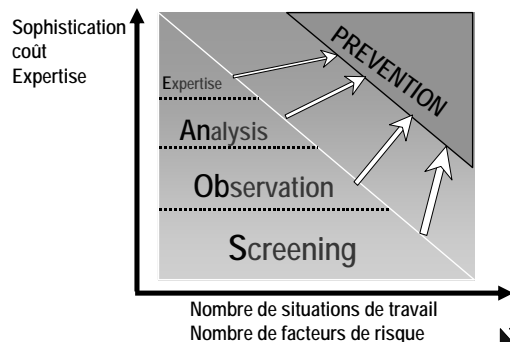 Sophistication
coût
Expertise
PREVENTION
Expertise
Analysis
Observation
Screening
Nombre de situations de travail
Nombre de facteurs de risque